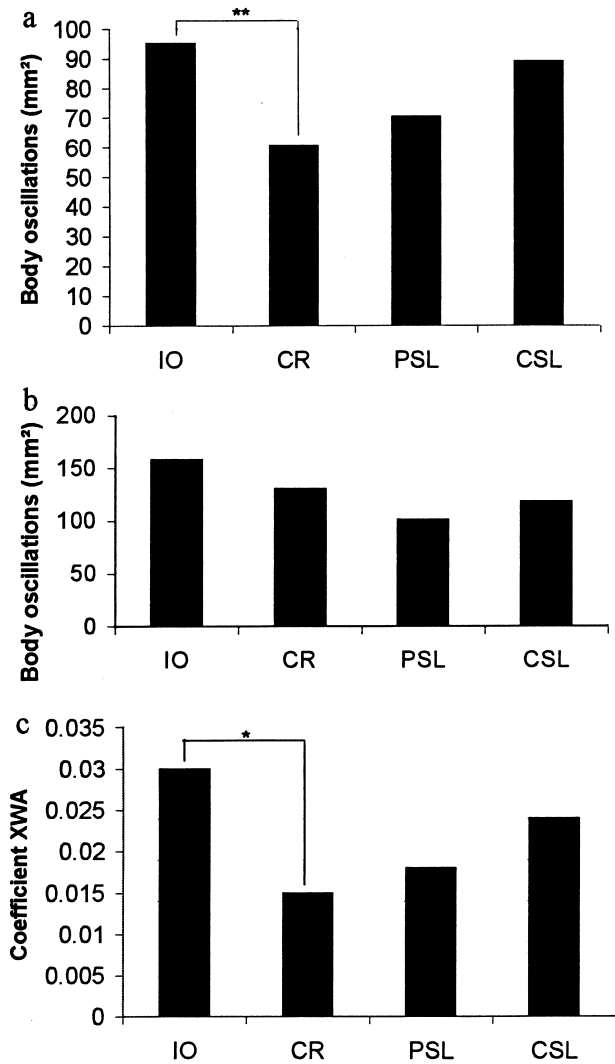 a
Body oscillations (mm²)
100
90
80
70
60
50
40
30
20
10
0
**
IO CR PSL CSL
b
Body oscillations (mm²)
200
150
100
50
0
IO CR PSL CSL
c
Coefficient XWA
0.035
0.03
0.025
0.02
0.015
0.01
0.005
0
*
IO CR PSL CSL